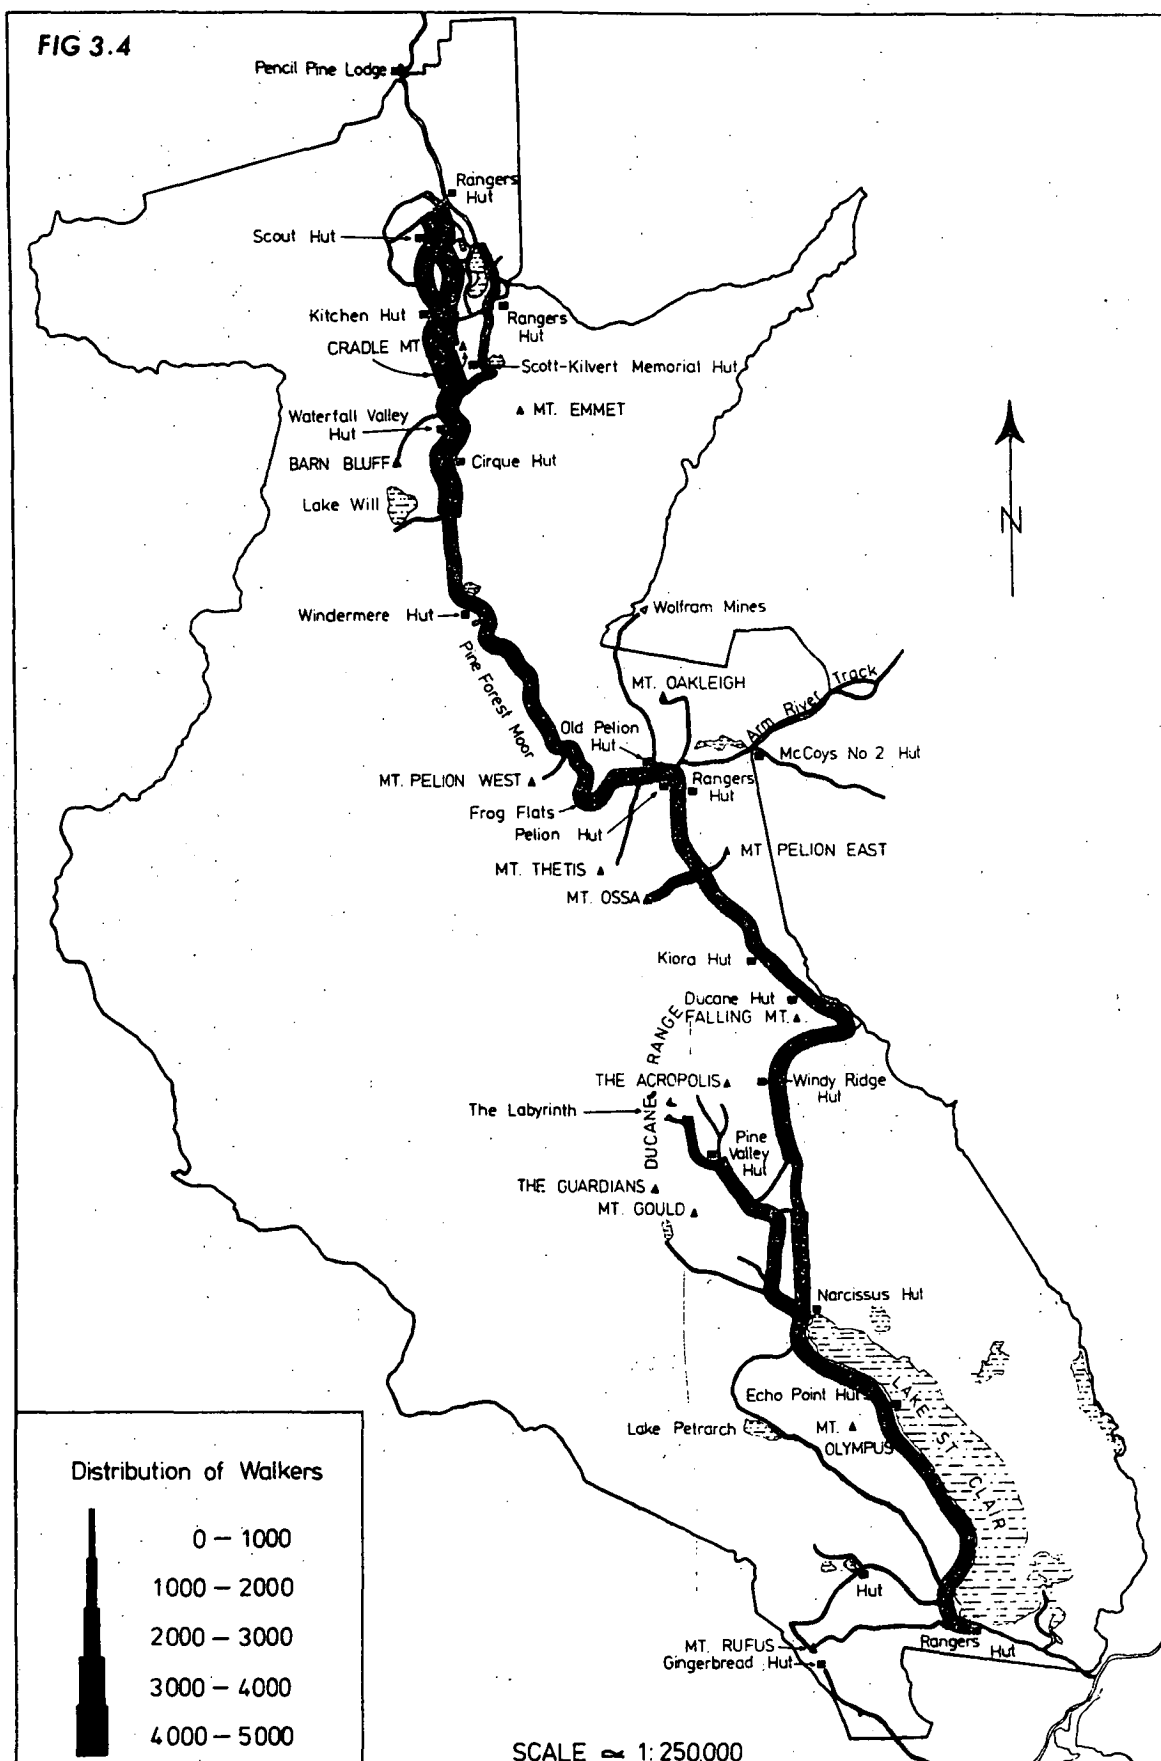 FIG 3.4
Pencil Pine Lodge
Rangers
Hut
Scout Hut
Kitchen Hut
Rangers
Hut
CRADLE MT
Scott-Kilvert Memorial Hut
MT. EMMET
Waterfall Valley
Hut
BARN BLUFF
Cirque Hut
Lake Will
N
Windermere Hut
Wolfram Mines
Pine Forest Moor
MT. OAKLEIGH
Arm River Track
Old Pelion
Hut
McCoys No 2 Hut
MT. PELION WEST
Rangers
Hut
Frog Flats
Pelion Hut
MT. PELION EAST
MT. THETIS
MT. OSSA
Kiora Hut
Ducane Hut
FALLING MT.
DUCANE RANGE
THE ACROPOLIS
Windy Ridge
Hut
The Labyrinth
Pine
Valley
Hut
THE GUARDIANS
MT. GOULD
Narcissus Hut
Echo Point Hut
LAKE ST. CLAIR
Lake Petrarch
MT.
OLYMPUS
Hut
Rangers Hut
MT. RUFUS
Gingerbread Hut
Distribution of Walkers
0 – 1000
1000 – 2000
2000 – 3000
3000 – 4000
4000 – 5000
SCALE ≃ 1:250,000